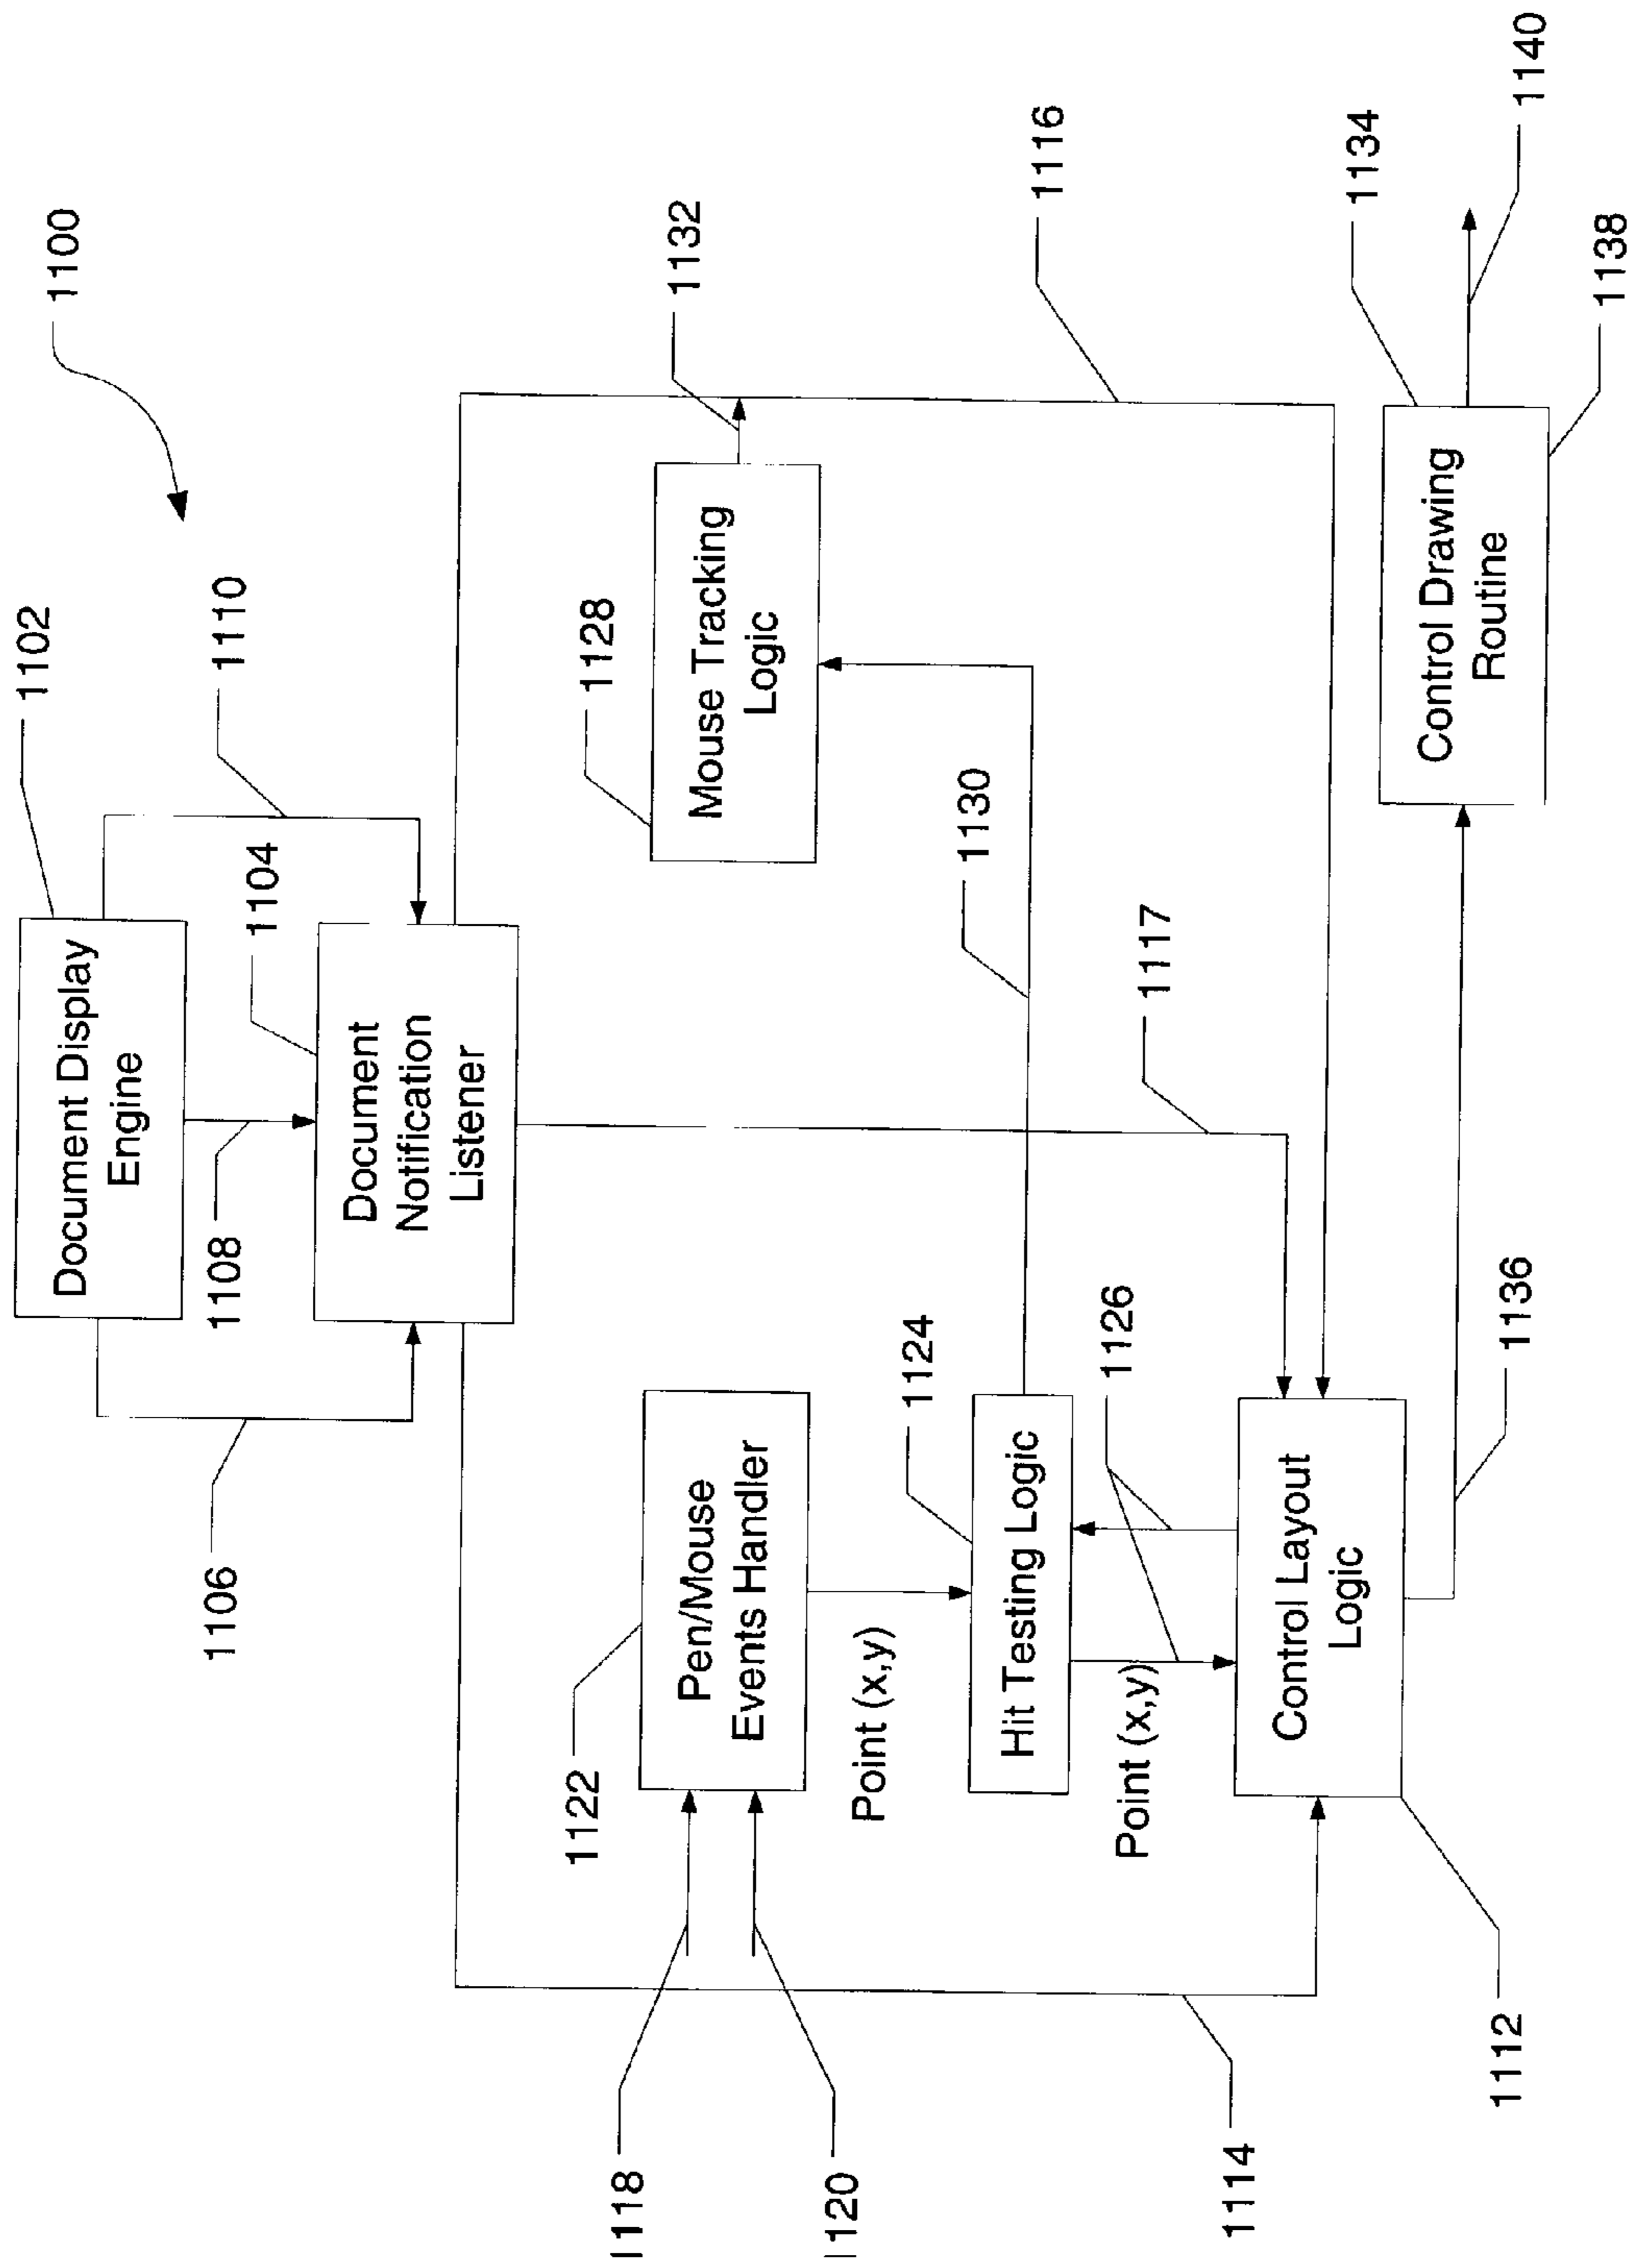 1100
1102
Document Display
Engine
1110
1104
1108
1106
Document
Notification
Listener
1132
1116
1128
Mouse Tracking
Logic
1122
Pen/Mouse
Events Handler
1118
1120
Point (x,y)
1130
1117
1124
Hit Testing Logic
1126
Point (x,y)
Control Layout
Logic
1114
1112
1136
1134
Control Drawing
Routine
1138
1140